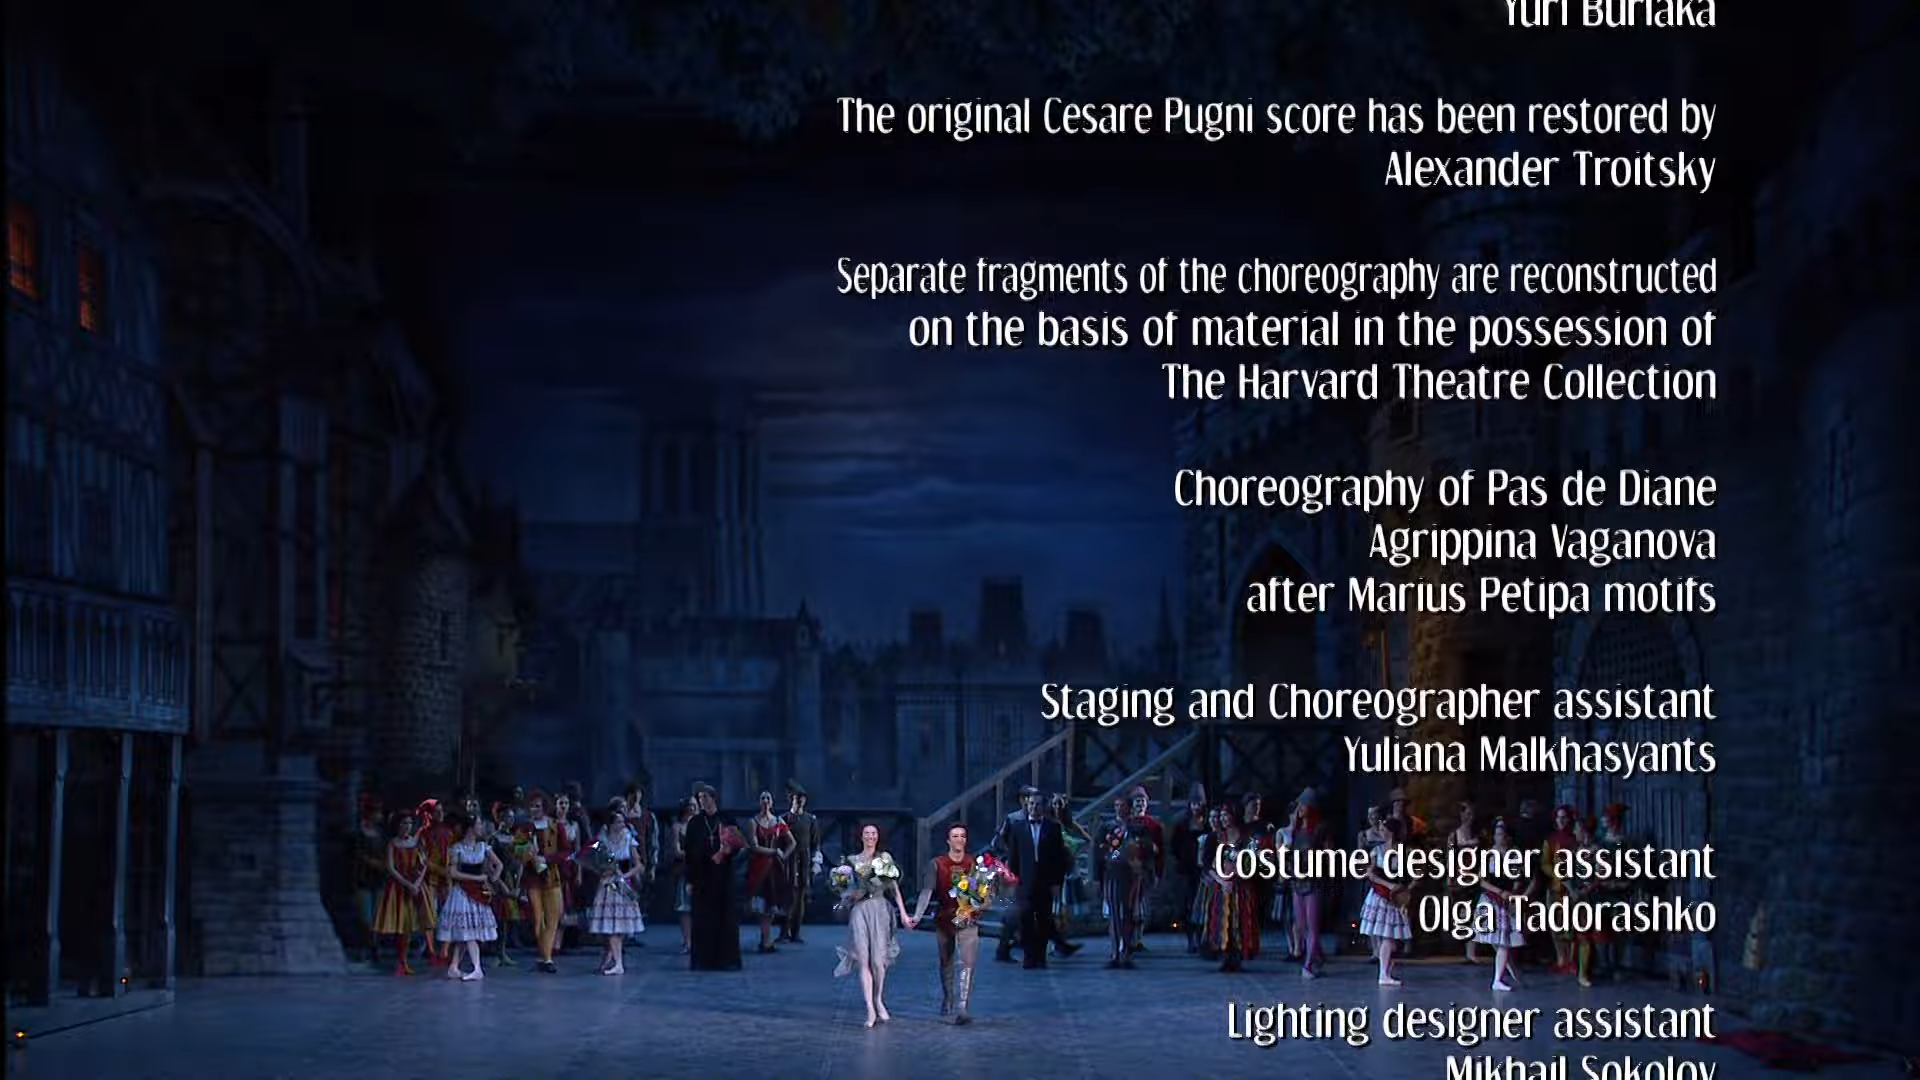 Yuri Burlaka
The original Cesare Pugni score has been restored by
Alexander Troitsky
Separate fragments of the choreography are reconstructed
on the basis of material in the possession of
The Harvard Theatre Collection
Choreography of Pas de Diane
Agrippina Vaganova
after Marius Petipa motifs
Staging and Choreographer assistant
Yuliana Malkhasyants
Costume designer assistant
Olga Tadorashko
Lighting designer assistant
Mikhail Sokolov